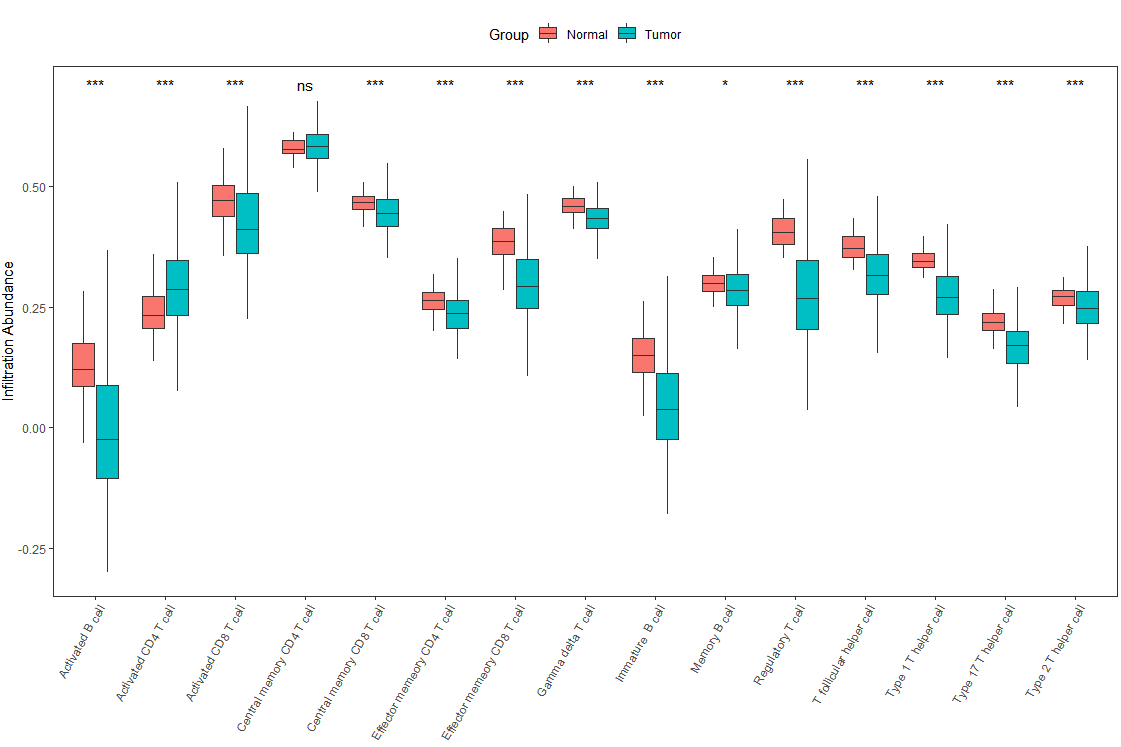 Group Normal Tumor
*** *** *** ns *** *** *** *** *** * *** *** *** *** ***
Infiltration Abundance
0.50
0.25
0.00
-0.25
Activated B cell
Activated CD4 T cell
Activated CD8 T cell
Central memory CD4 T cell
Central memory CD8 T cell
Effector memeory CD4 T cell
Effector memeory CD8 T cell
Gamma delta T cell
Immature  B cell
Memory B cell
Regulatory T cell
T follicular helper cell
Type 1 T helper cell
Type 17 T helper cell
Type 2 T helper cell